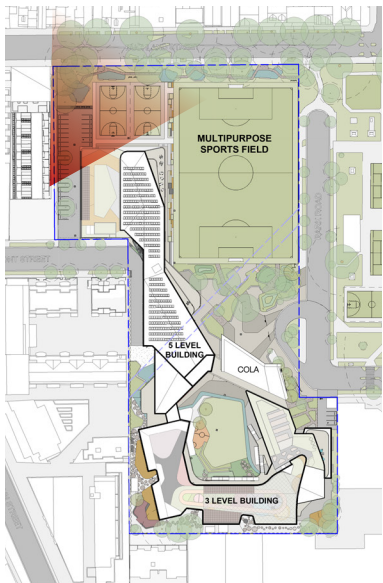 MULTIPURPOSE
SPORTS FIELD
5 LEVEL
BUILDING
COLA
3 LEVEL BUILDING